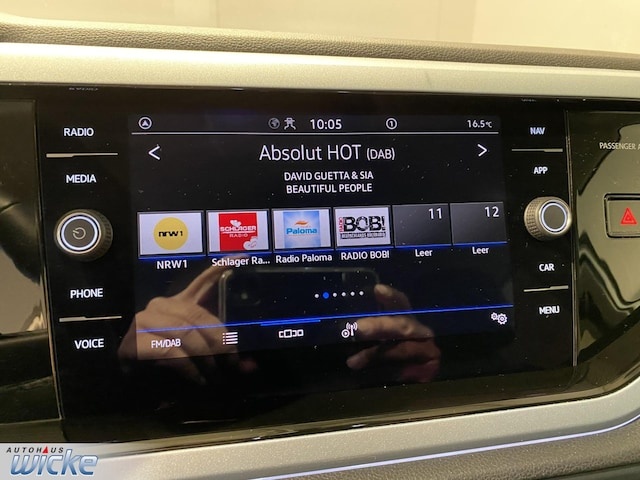 RADIO
MEDIA
PHONE
VOICE
10:05
16.5°C
Absolut HOT (DAB)
DAVID GUETTA & SIA
BEAUTIFUL PEOPLE
nrw1
SCHLAGER
RADIO
Paloma
BOB!
11
12
NRW1
Schlager Ra...
Radio Paloma
RADIO BOB!
Leer
Leer
FM/DAB
NAV
APP
CAR
MENU
PASSENGER A
AUTOHAUS
WICKE